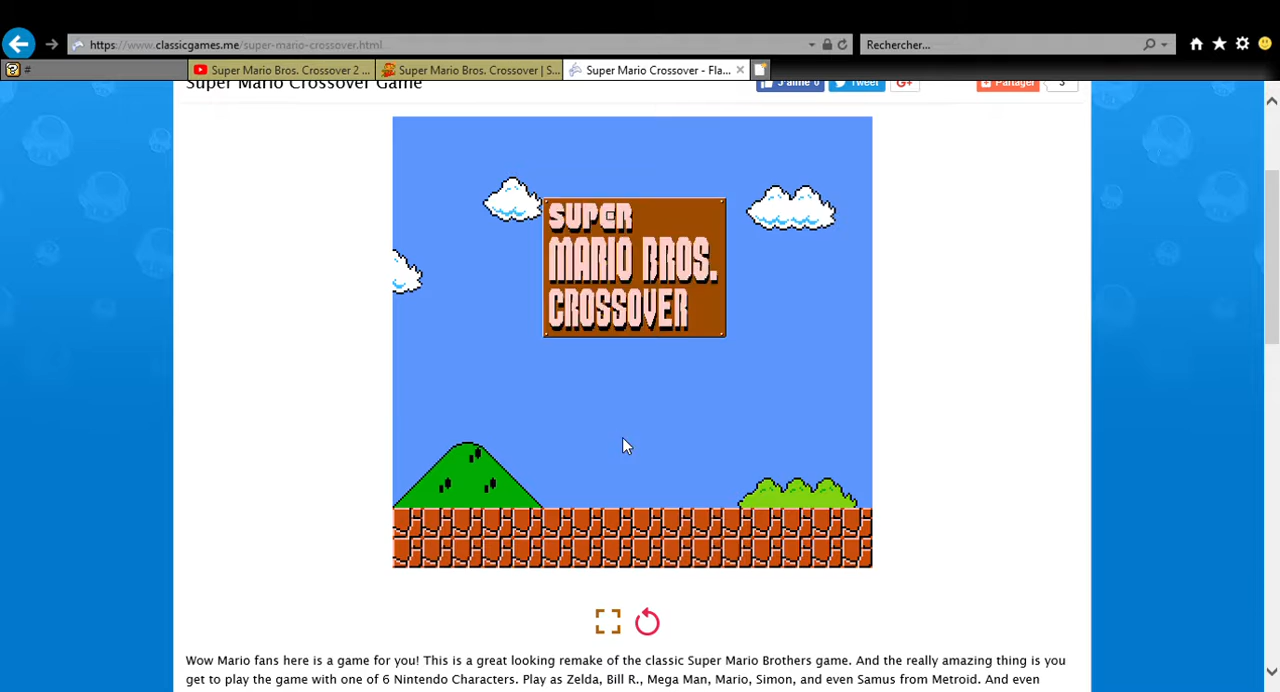 https://www.classicgames.me/super-mario-crossover.html
Rechercher...
#
Super Mario Bros. Crossover 2 ...
Super Mario Bros. Crossover | S...
Super Mario Crossover - Fla...
Super Mario Crossover Game
J'aime 0
Tweet
G+
Partager
3
SUPER
MARIO BROS.
CROSSOVER
Wow Mario fans here is a game for you! This is a great looking remake of the classic Super Mario Brothers game. And the really amazing thing is you
get to play the game with one of 6 Nintendo Characters. Play as Zelda, Bill R., Mega Man, Mario, Simon, and even Samus from Metroid. And even